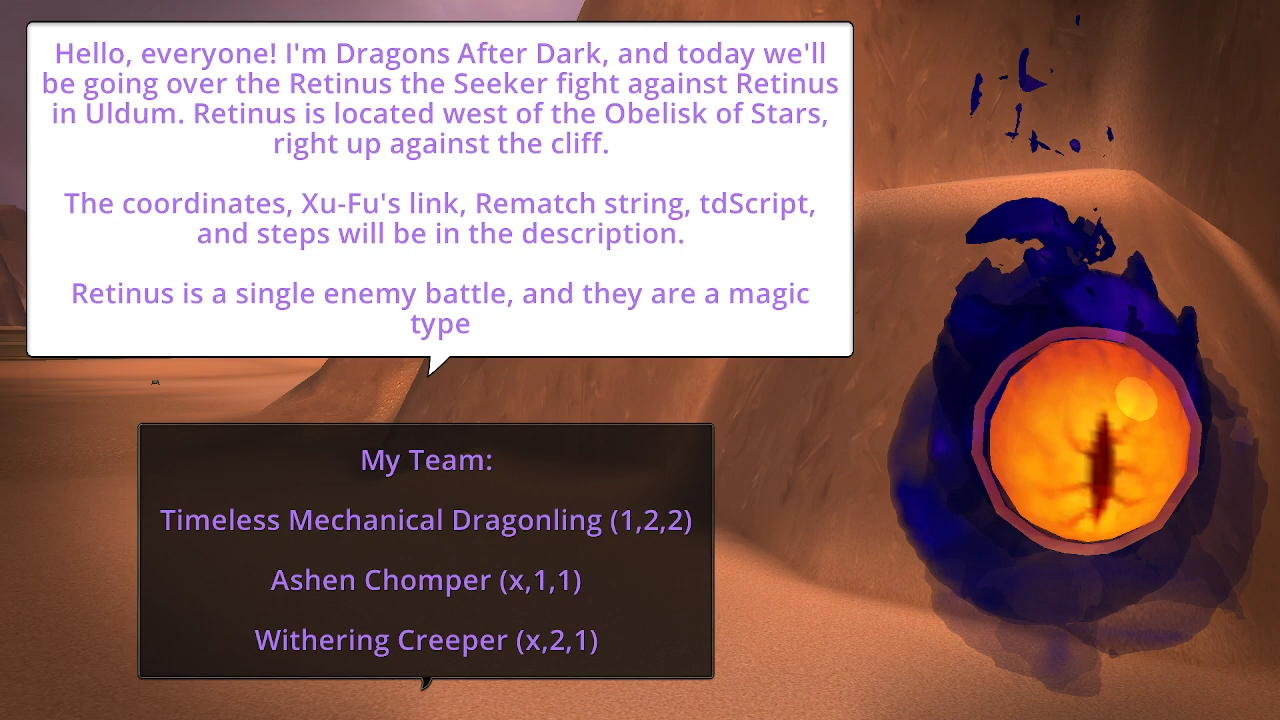 Hello, everyone! I'm Dragons After Dark, and today we'll
be going over the Retinus the Seeker fight against Retinus
in Uldum. Retinus is located west of the Obelisk of Stars,
right up against the cliff.
The coordinates, Xu-Fu's link, Rematch string, tdScript,
and steps will be in the description.
Retinus is a single enemy battle, and they are a magic
type
My Team:
Timeless Mechanical Dragonling (1,2,2)
Ashen Chomper (x,1,1)
Withering Creeper (x,2,1)